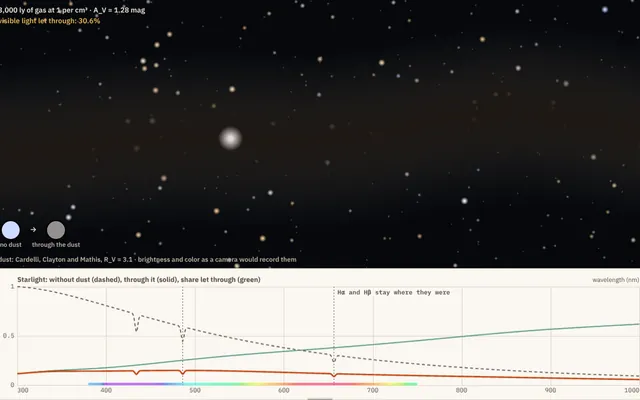 3,000 ly of gas at 1 per cm³ · A_V = 1.28 mag
visible light let through: 30.6%
no dust → through the dust
dust: Cardelli, Clayton and Mathis, R_V = 3.1 · brightness and color as a camera would record them
Starlight: without dust (dashed), through it (solid), share let through (green)
wavelength (nm)
Hα and Hβ stay where they were
1
0.5
0
300 400 500 600 700 800 900 1000